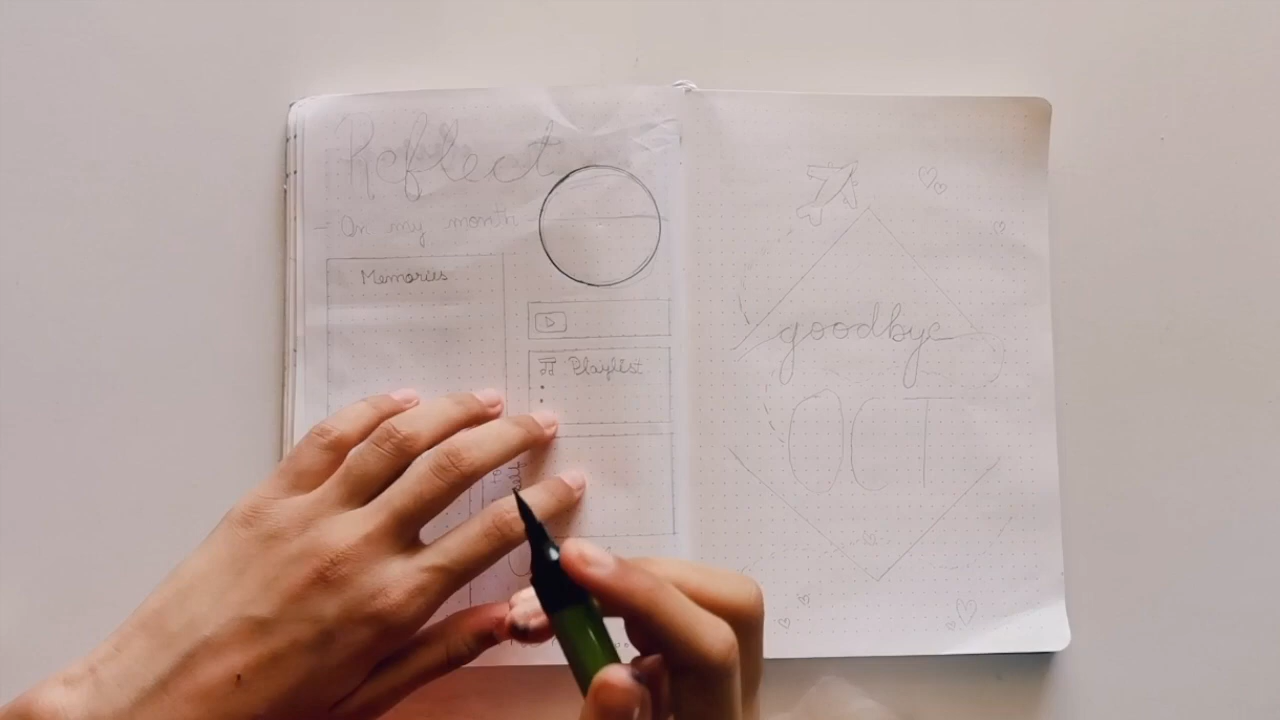 Reflect
- On my month -
Memories
Playlist
goodbye
OCT